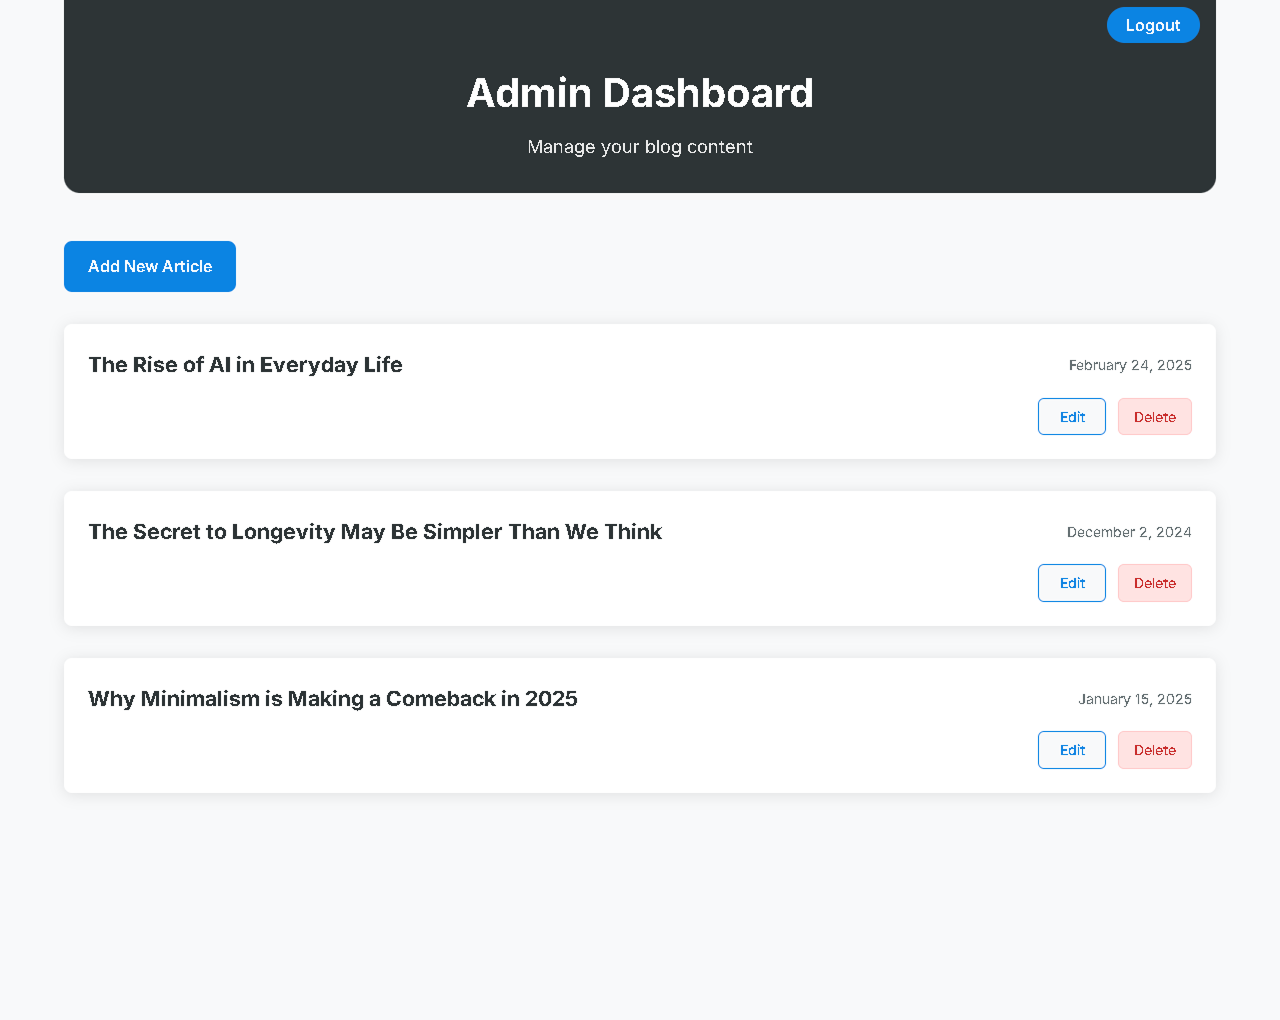 Logout
Admin Dashboard
Manage your blog content
Add New Article
The Rise of AI in Everyday Life
February 24, 2025
Edit
Delete
The Secret to Longevity May Be Simpler Than We Think
December 2, 2024
Edit
Delete
Why Minimalism is Making a Comeback in 2025
January 15, 2025
Edit
Delete